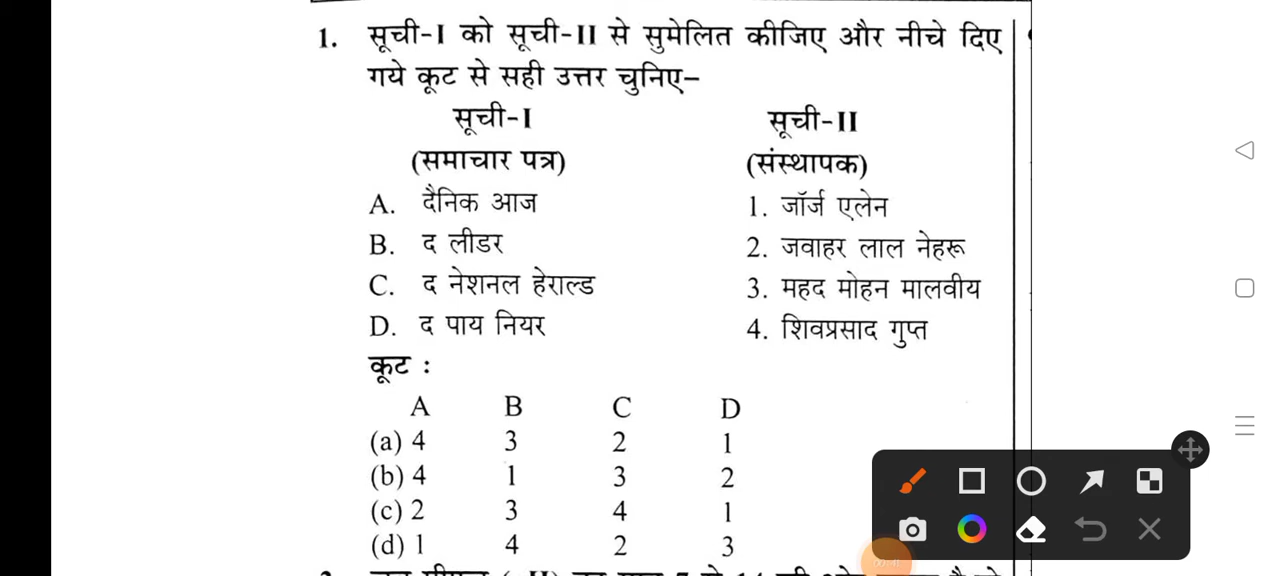 1. सूची-I को सूची-II से सुमेलित कीजिए और नीचे दिए
गये कूट से सही उत्तर चुनिए–
सूची-I सूची-II
(समाचार पत्र) (संस्थापक)
A. दैनिक आज 1. जॉर्ज एलेन
B. द लीडर 2. जवाहर लाल नेहरू
C. द नेशनल हेराल्ड 3. महद मोहन मालवीय
D. द पाय नियर 4. शिवप्रसाद गुप्त
कूट :
A B C D
(a) 4 3 2 1
(b) 4 1 3 2
(c) 2 3 4 1
(d) 1 4 2 3